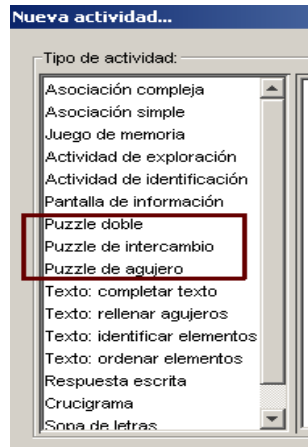 Nueva actividad...
Tipo de actividad:
Asociación compleja
Asociación simple
Juego de memoria
Actividad de exploración
Actividad de identificación
Pantalla de información
Puzzle doble
Puzzle de intercambio
Puzzle de agujero
Texto: completar texto
Texto: rellenar agujeros
Texto: identificar elementos
Texto: ordenar elementos
Respuesta escrita
Crucigrama
Sopa de letras